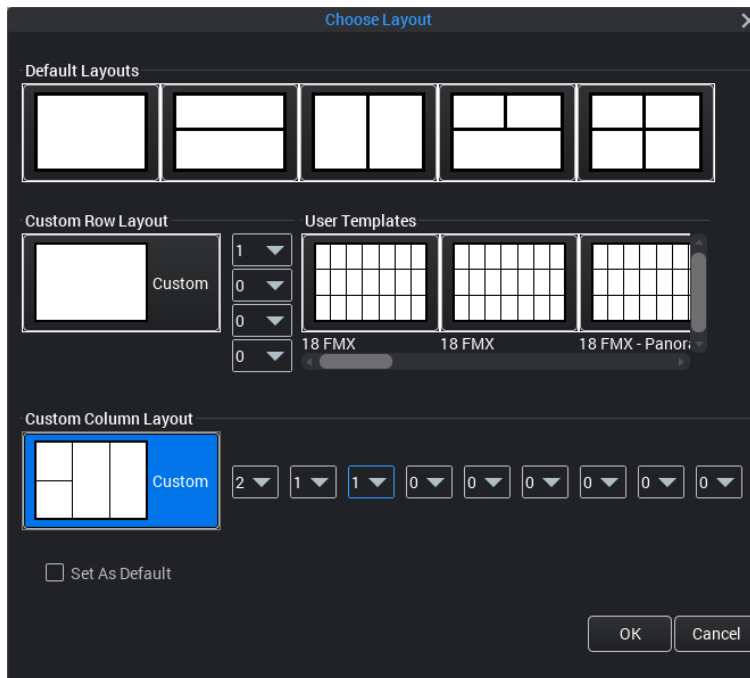 Choose Layout
Default Layouts
Custom Row Layout
User Templates
Custom
1
0
0
0
18 FMX
18 FMX
18 FMX - Panor
Custom Column Layout
Custom
2 1 1 0 0 0 0 0 0
Set As Default
OK Cancel